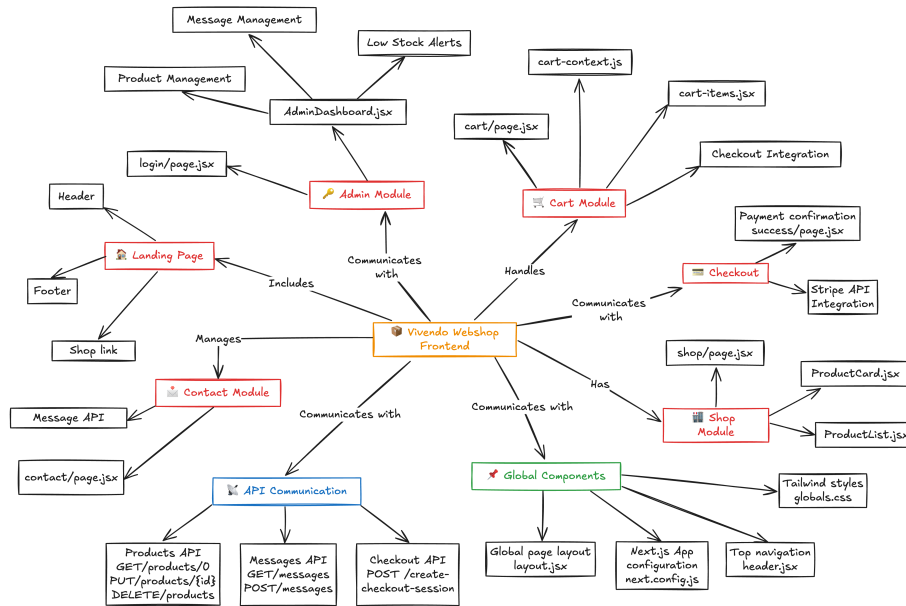 Message Management
Low Stock Alerts
Product Management
AdminDashboard.jsx
login/page.jsx
🔑 Admin Module
cart-context.js
cart-items.jsx
cart/page.jsx
Checkout Integration
🛒 Cart Module
Header
🏠 Landing Page
Footer
Shop link
Communicates
with
Includes
Handles
Payment confirmation
success/page.jsx
💳 Checkout
Stripe API
Integration
Communicates
with
📦 Vivendo Webshop
Frontend
Manages
📩 Contact Module
Message API
contact/page.jsx
Has
shop/page.jsx
ProductCard.jsx
🏬 Shop
Module
ProductList.jsx
Communicates with
Communicates with
📡 API Communication
Products API
GET/products/0
PUT/products/{id}
DELETE/products
Messages API
GET/messages
POST/messages
Checkout API
POST /create-
checkout-session
📌 Global Components
Tailwind styles
globals.css
Global page layout
layout.jsx
Next.js App
configuration
next.config.js
Top navigation
header.jsx